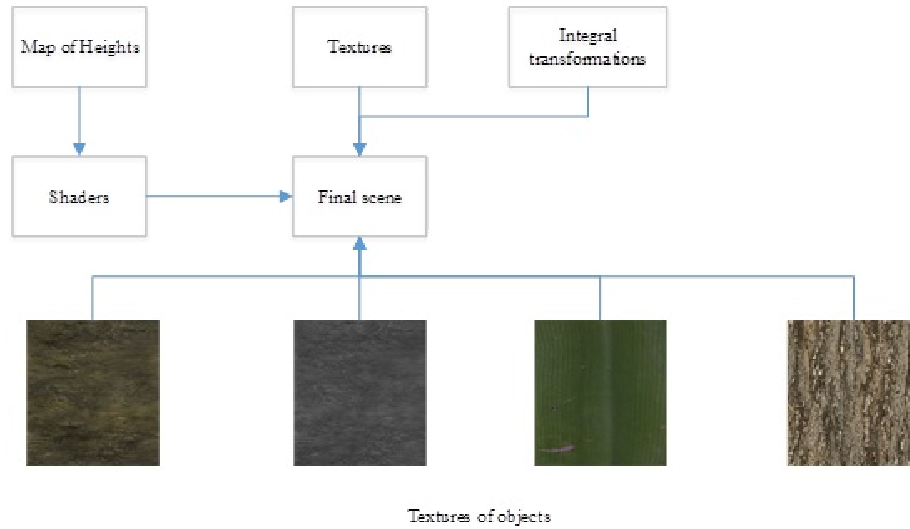 Map of Heights
Textures
Integral
transformations
Shaders
Final scene
Textures of objects